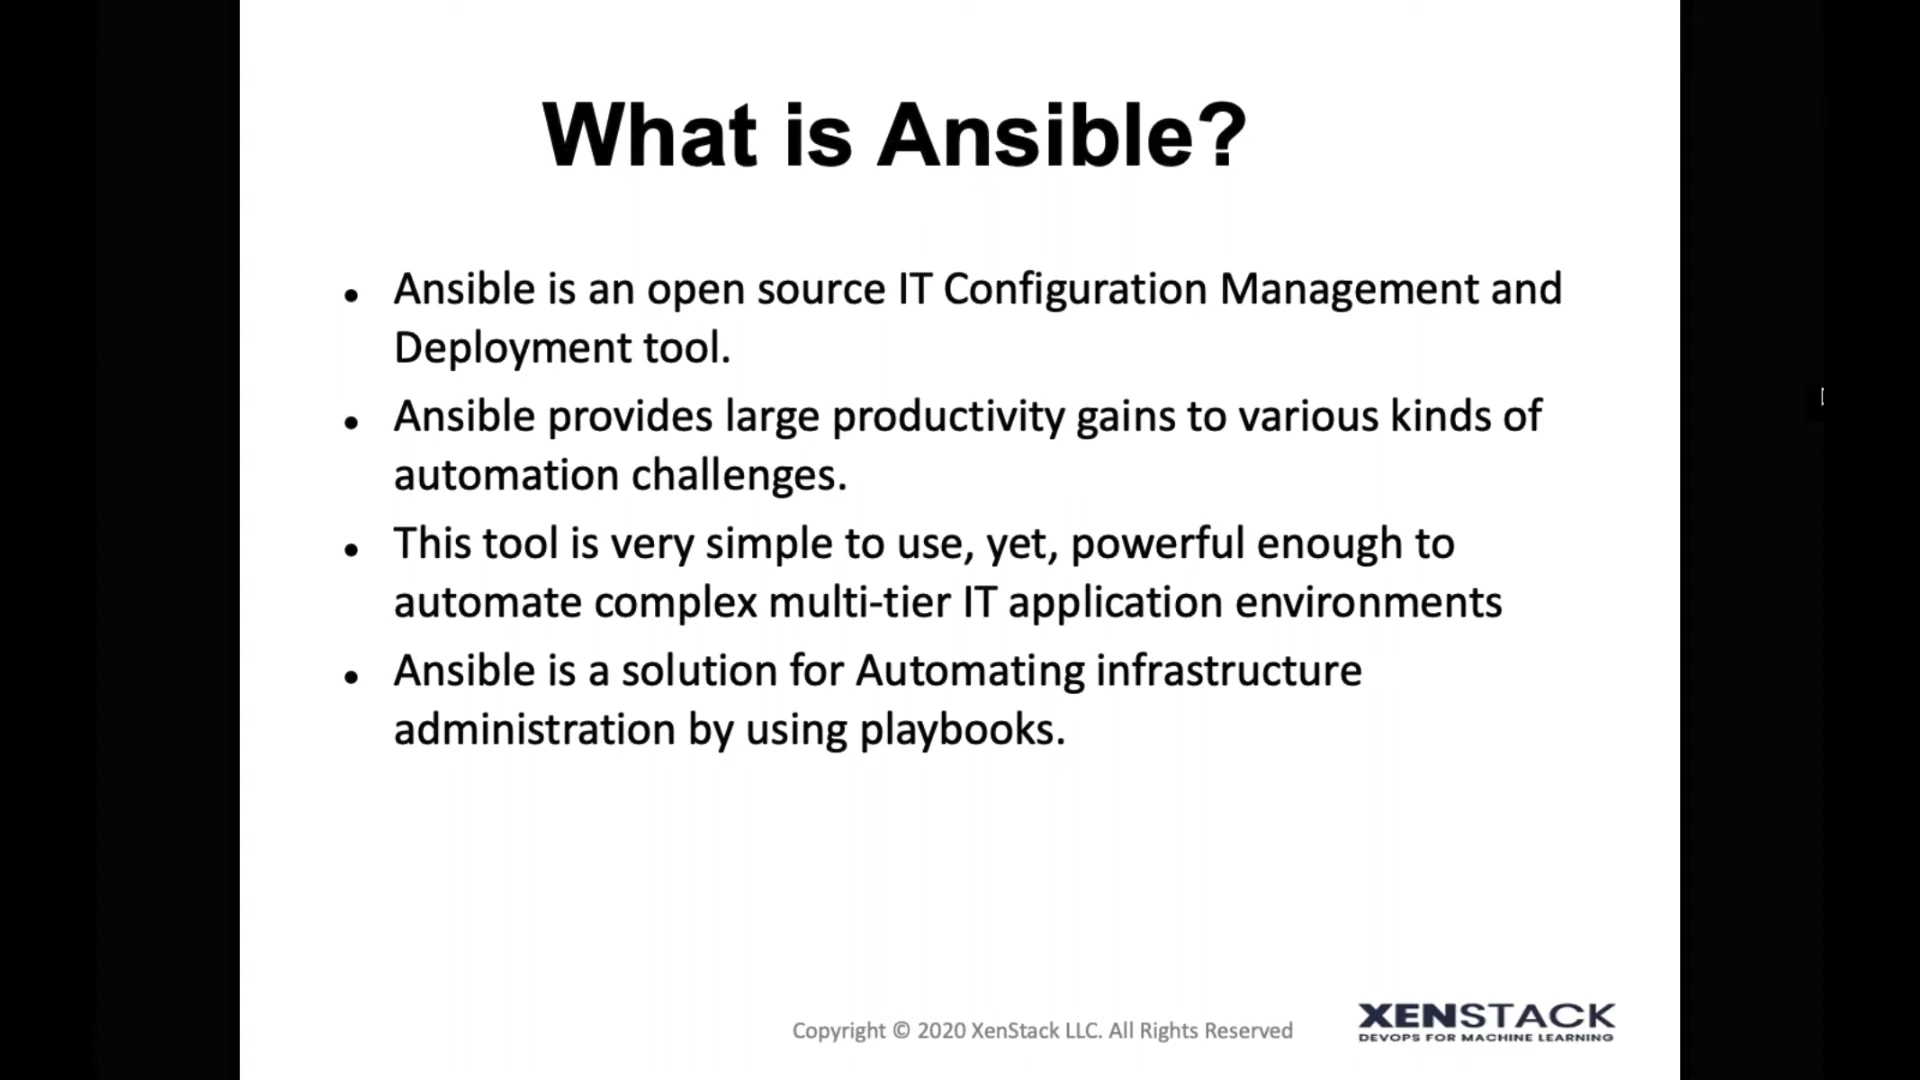 What is Ansible?
• Ansible is an open source IT Configuration Management and
Deployment tool.
• Ansible provides large productivity gains to various kinds of
automation challenges.
• This tool is very simple to use, yet, powerful enough to
automate complex multi-tier IT application environments
• Ansible is a solution for Automating infrastructure
administration by using playbooks.
Copyright © 2020 XenStack LLC. All Rights Reserved
XENSTACK
DEVOPS FOR MACHINE LEARNING